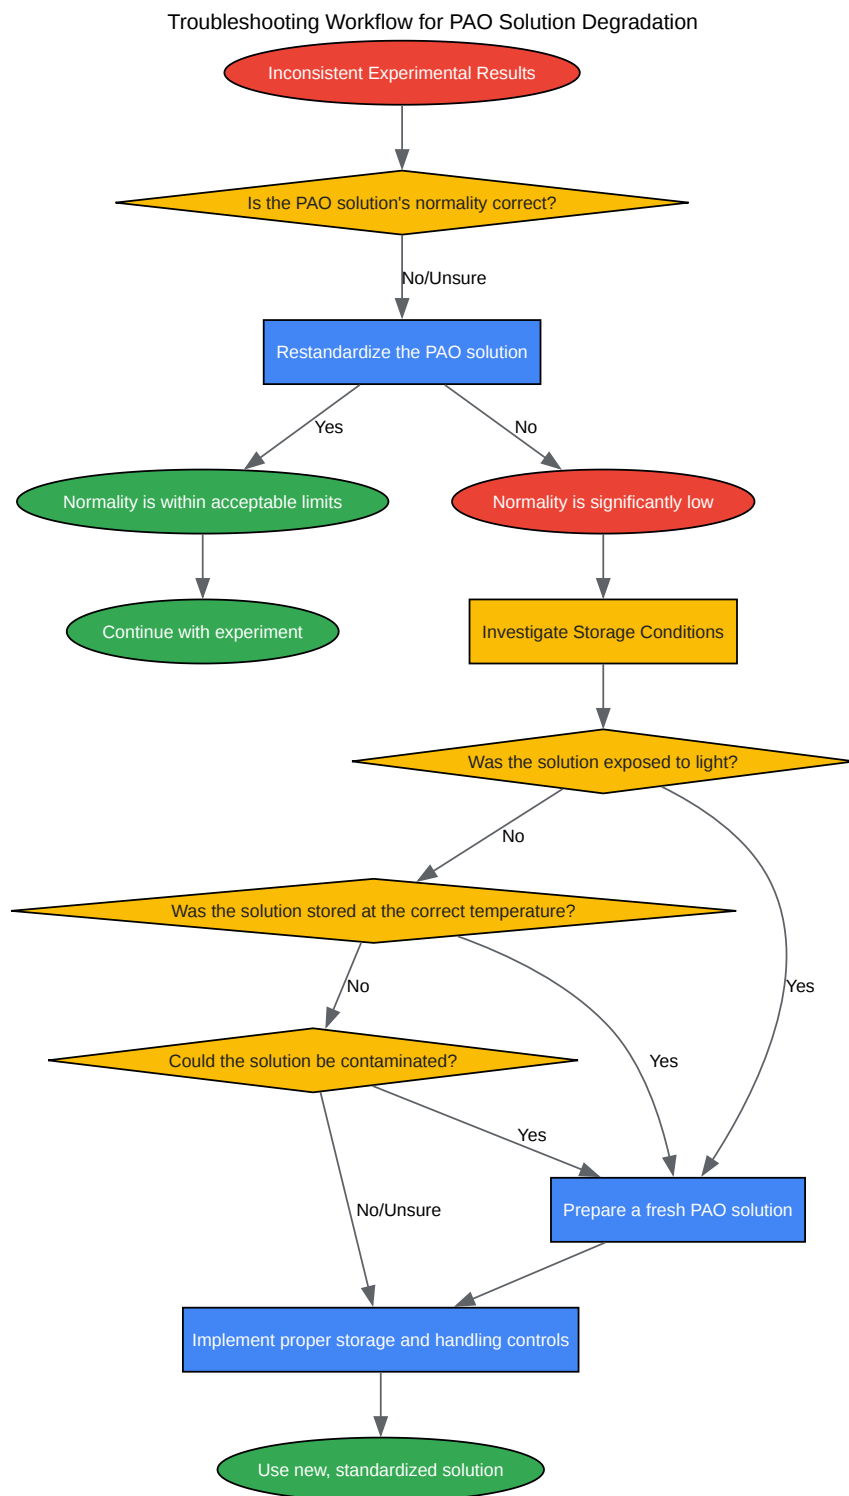 Troubleshooting Workflow for PAO Solution Degradation
Inconsistent Experimental Results
Is the PAO solution's normality correct?
No/Unsure
Restandardize the PAO solution
Yes
No
Normality is within acceptable limits
Normality is significantly low
Continue with experiment
Investigate Storage Conditions
Was the solution exposed to light?
No
Was the solution stored at the correct temperature?
No
Yes
Could the solution be contaminated?
Yes
Yes
No/Unsure
Prepare a fresh PAO solution
Implement proper storage and handling controls
Use new, standardized solution